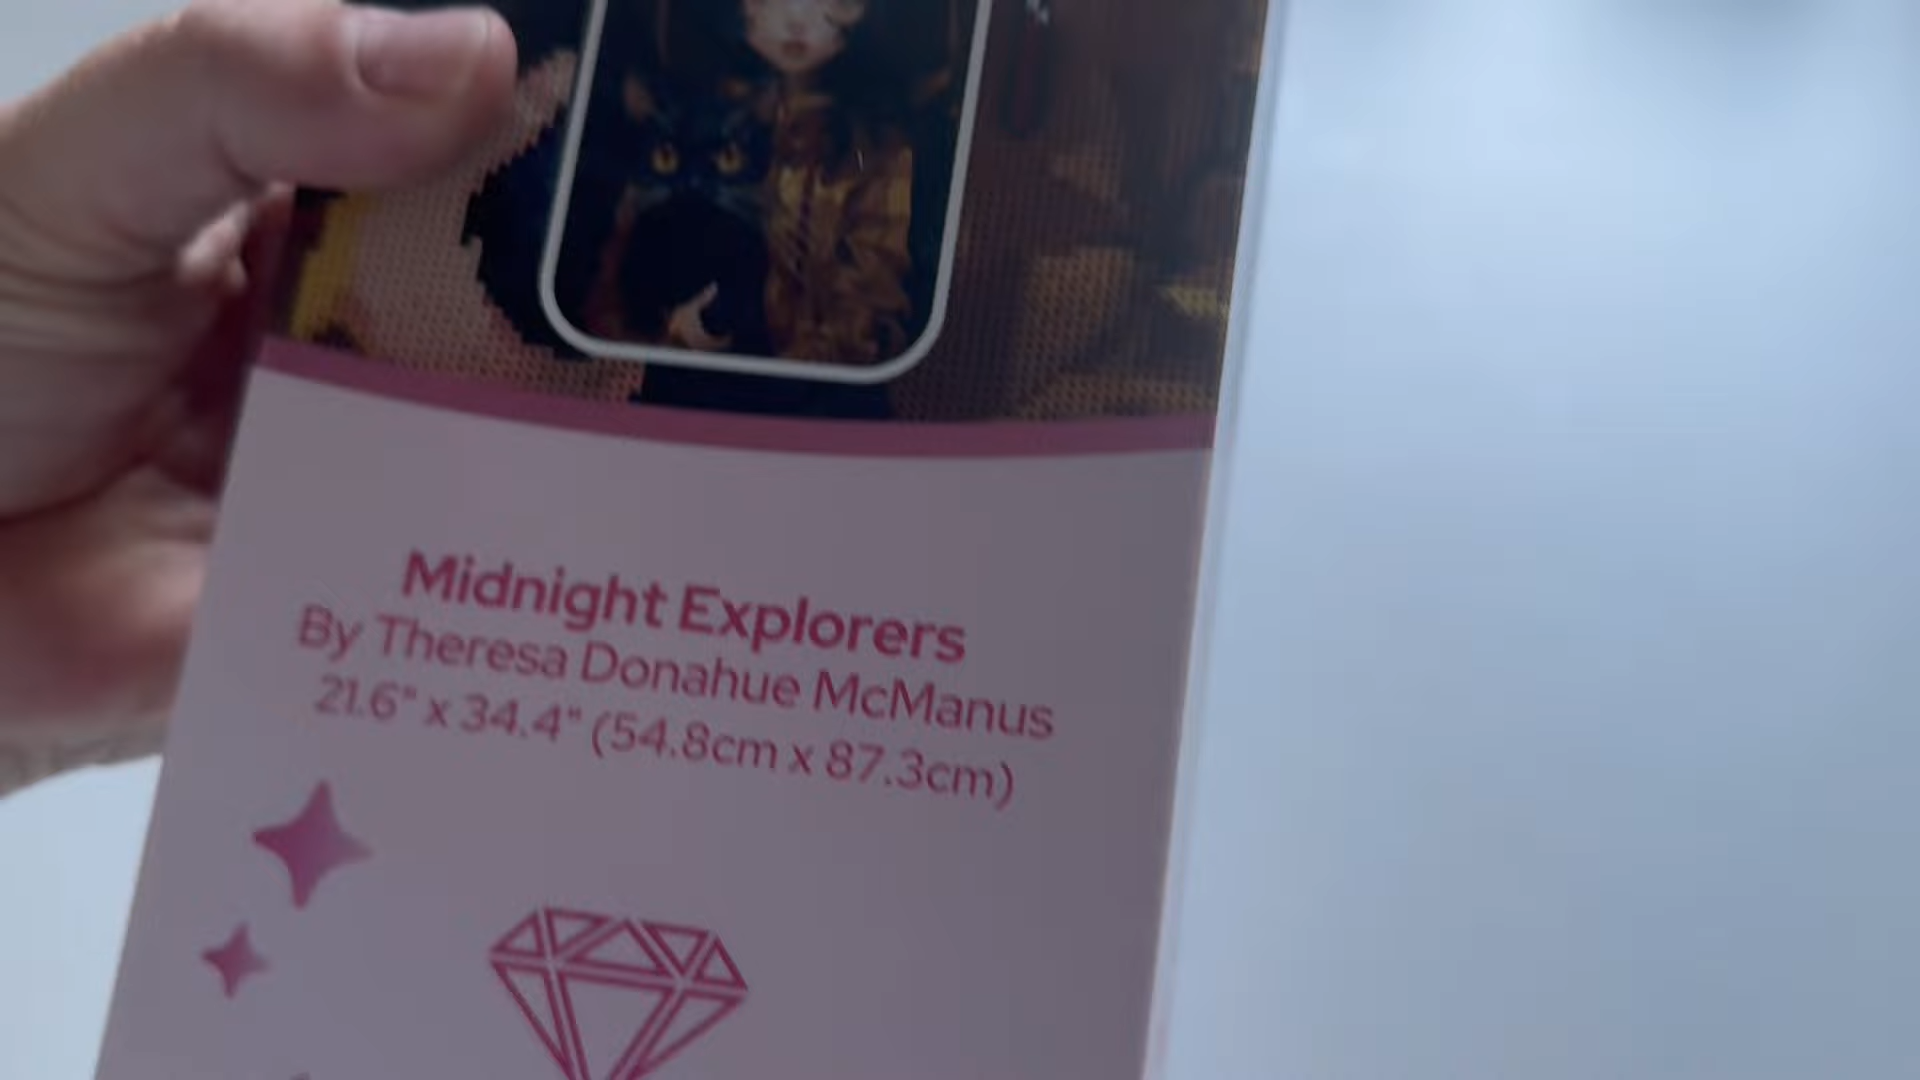 Midnight Explorers
By Theresa Donahue McManus
21.6" x 34.4" (54.8cm x 87.3cm)